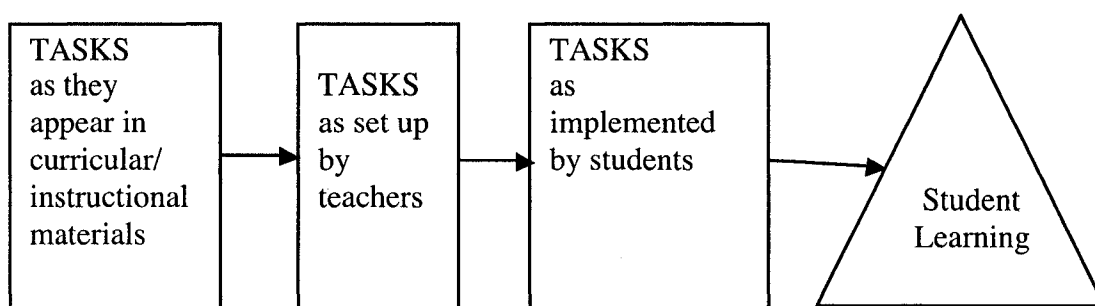 TASKS
as they
appear in
curricular/
instructional
materials
TASKS
as set up
by
teachers
TASKS
as
implemented
by students
Student
Learning